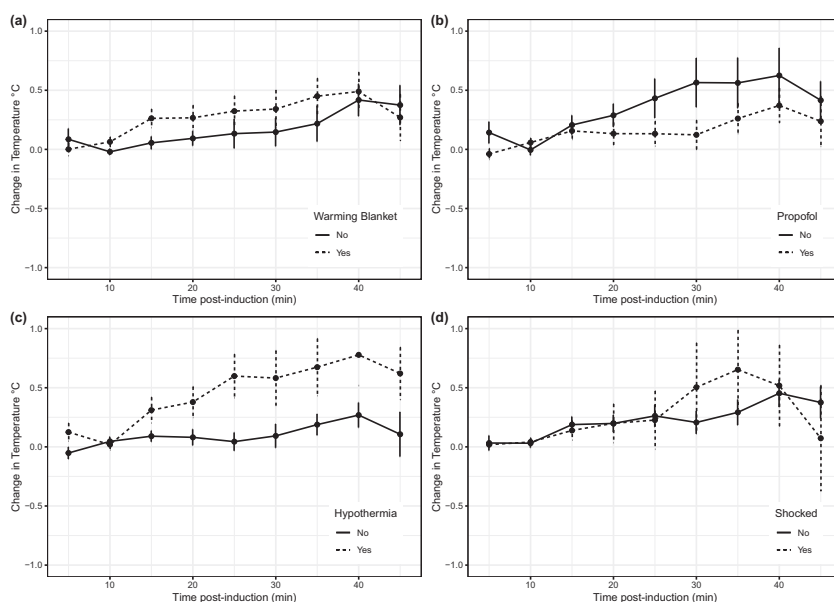 (a)
1.0
0.5
0.0
−0.5
−1.0
Change in Temperature °C
Warming Blanket
No
Yes
10
20
30
40
Time post-induction (min)
(b)
1.0
0.5
0.0
−0.5
−1.0
Change in Temperature °C
Propofol
No
Yes
10
20
30
40
Time post-induction (min)
(c)
1.0
0.5
0.0
−0.5
−1.0
Change in Temperature °C
Hypothermia
No
Yes
10
20
30
40
Time post-induction (min)
(d)
1.0
0.5
0.0
−0.5
−1.0
Change in Temperature °C
Shocked
No
Yes
10
20
30
40
Time post-induction (min)